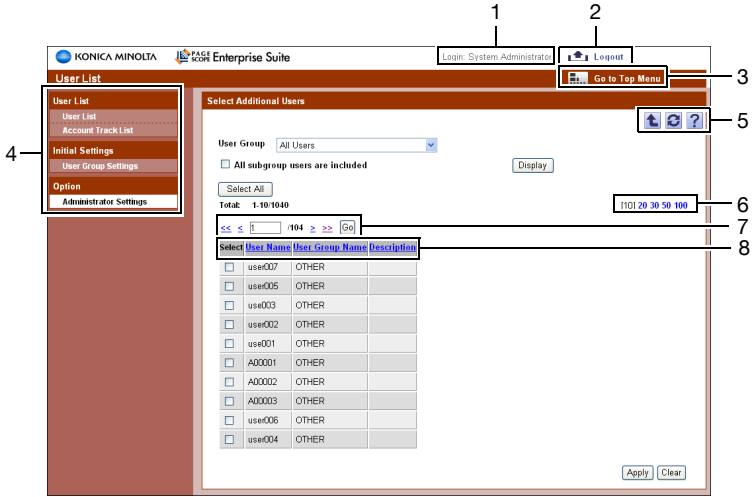 1 2
KONICA MINOLTA PAGE SCOPE Enterprise Suite Login: System Administrator Logout
User List Go to Top Menu 3
User List Select Additional Users
User List 5
Account Track List
User Group All Users
Initial Settings
4 User Group Settings All subgroup users are included Display
Option Select All
Administrator Settings Total: 1-10/1040 [10] 20 30 50 100 6
<< < 1 /104 > >> Go 7
Select User Name User Group Name Description 8
user007 OTHER
user005 OTHER
use003 OTHER
user002 OTHER
use001 OTHER
A00001 OTHER
A00002 OTHER
A00003 OTHER
user006 OTHER
user004 OTHER
Apply Clear